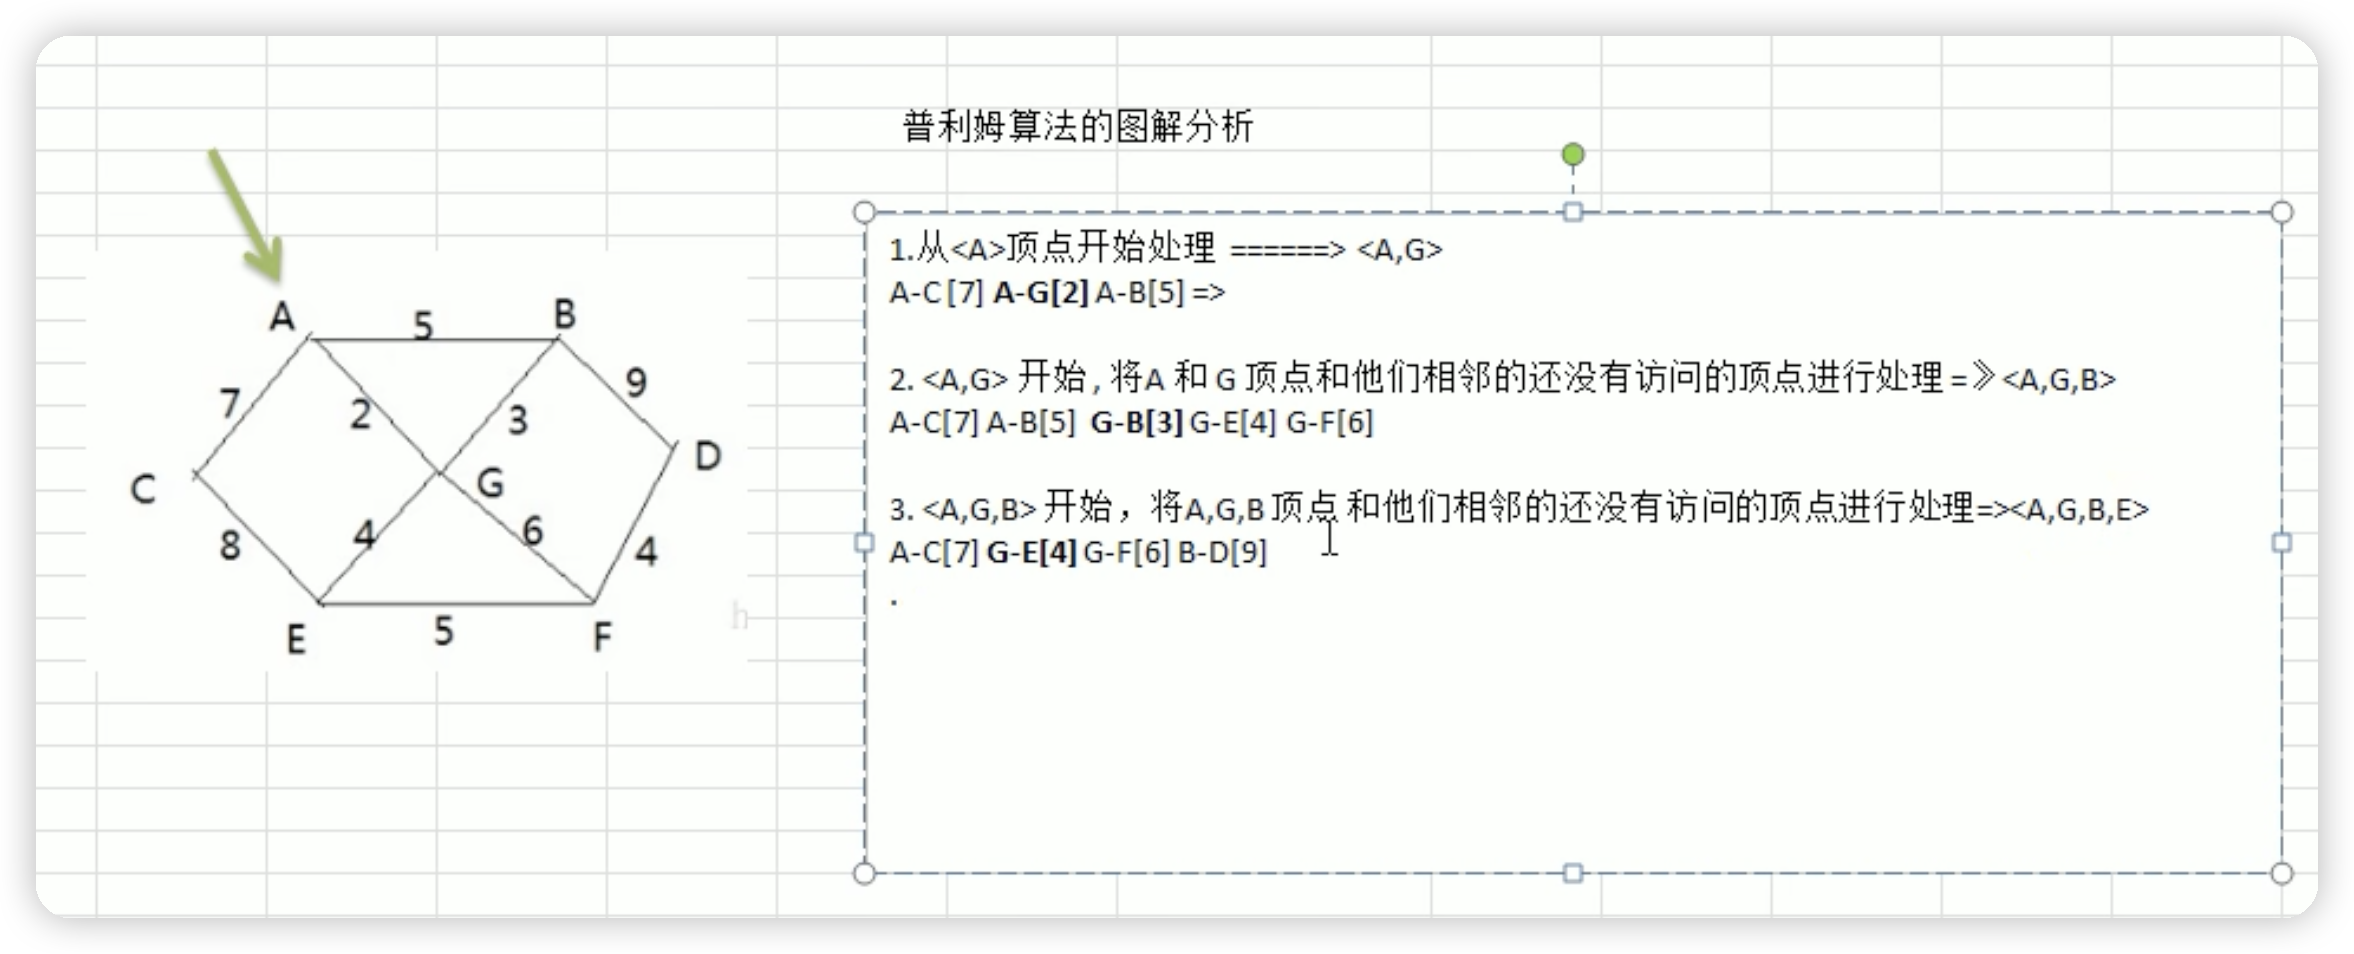 普利姆算法的图解分析
1.从<A>顶点开始处理 ======> <A,G>
A-C [7] A-G[2] A-B[5] =>
2. <A,G> 开始 , 将A 和 G 顶点和他们相邻的还没有访问的顶点进行处理 =》<A,G,B>
A-C[7] A-B[5] G-B[3] G-E[4] G-F[6]
3. <A,G,B> 开始，将A,G,B 顶点 和他们相邻的还没有访问的顶点进行处理=><A,G,B,E>
A-C[7] G-E[4] G-F[6] B-D[9]
.
A 5 B
7 2 3 9
C G D
8 4 6 4
E 5 F
h